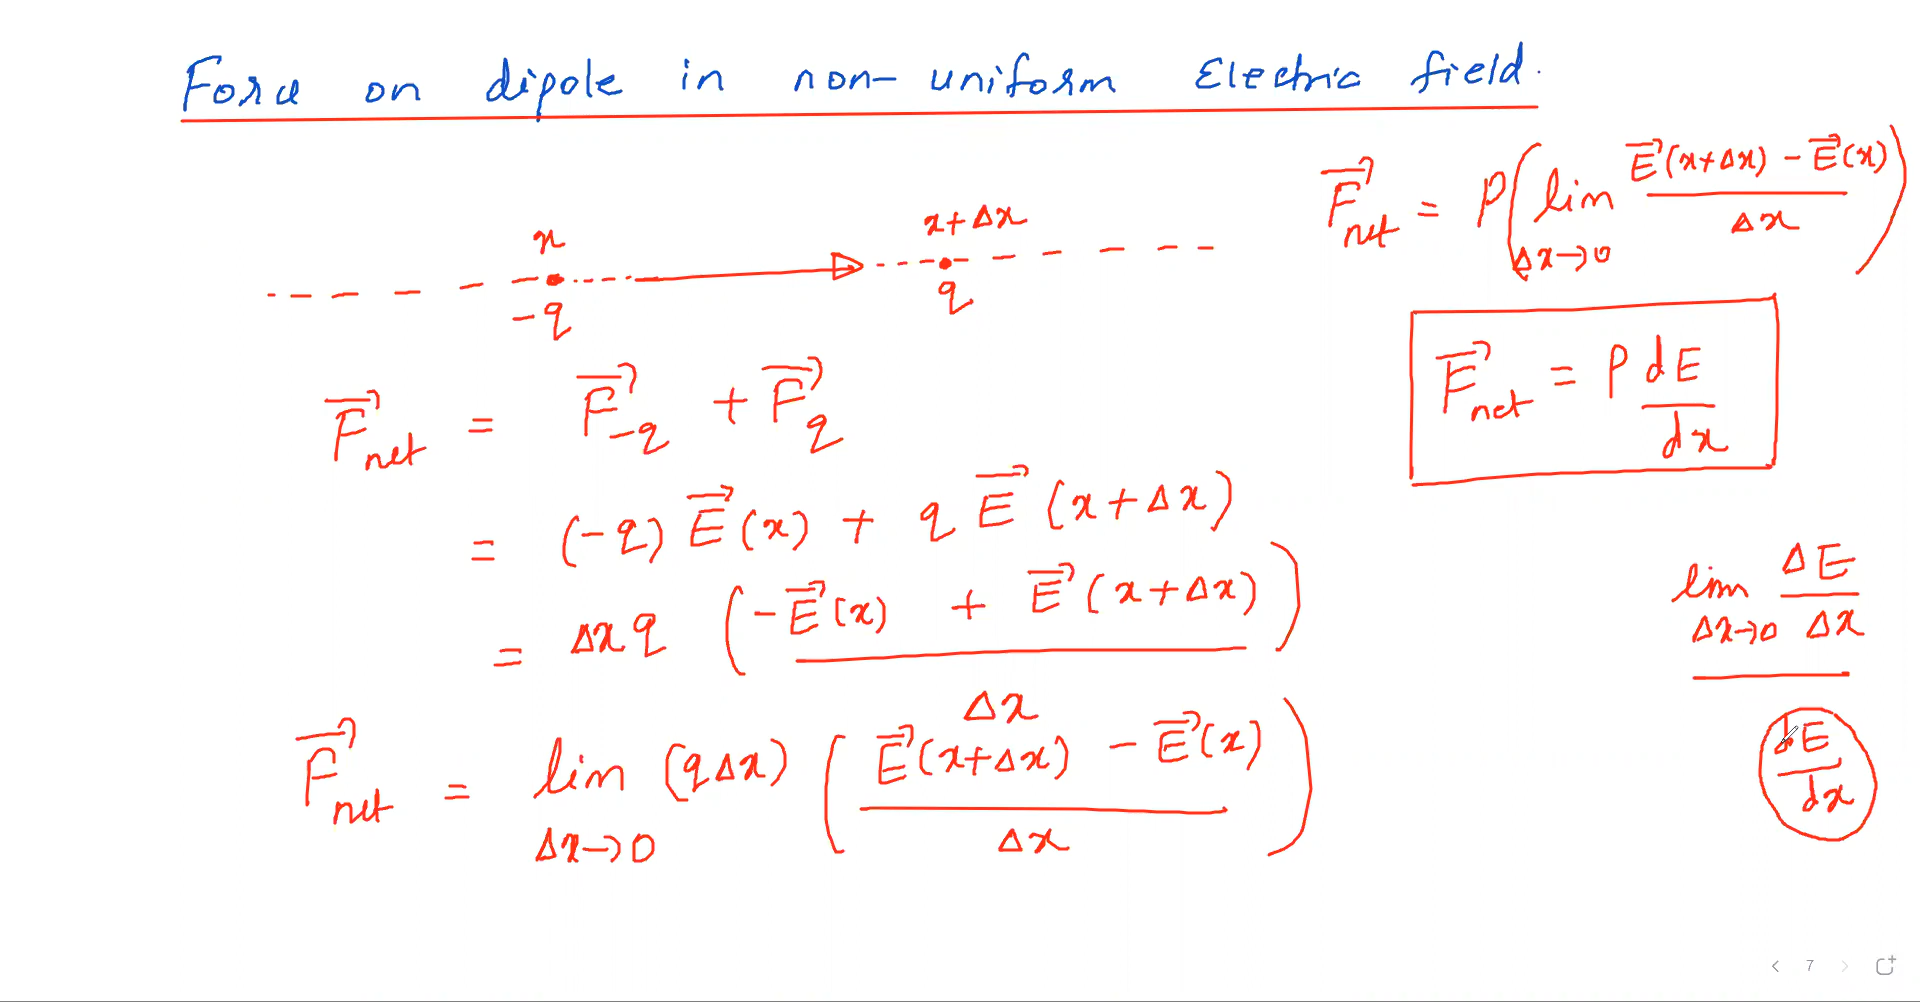 Force on dipole in non-uniform Electric field.
x
x+Δx
-q
q
F⃗net = F⃗-q + F⃗q
= (-q) E⃗(x) + q E⃗(x+Δx)
= Δx q (-E⃗(x) + E⃗(x+Δx))
Δx
F⃗net = lim (qΔx) (E⃗(x+Δx) - E⃗(x))
Δx→0 Δx
F⃗net = P(lim E⃗(x+Δx) - E⃗(x))
Δx→0 Δx
F⃗net = P dE
dx
lim ΔE
Δx→0 Δx
dE
dx
< 7 >